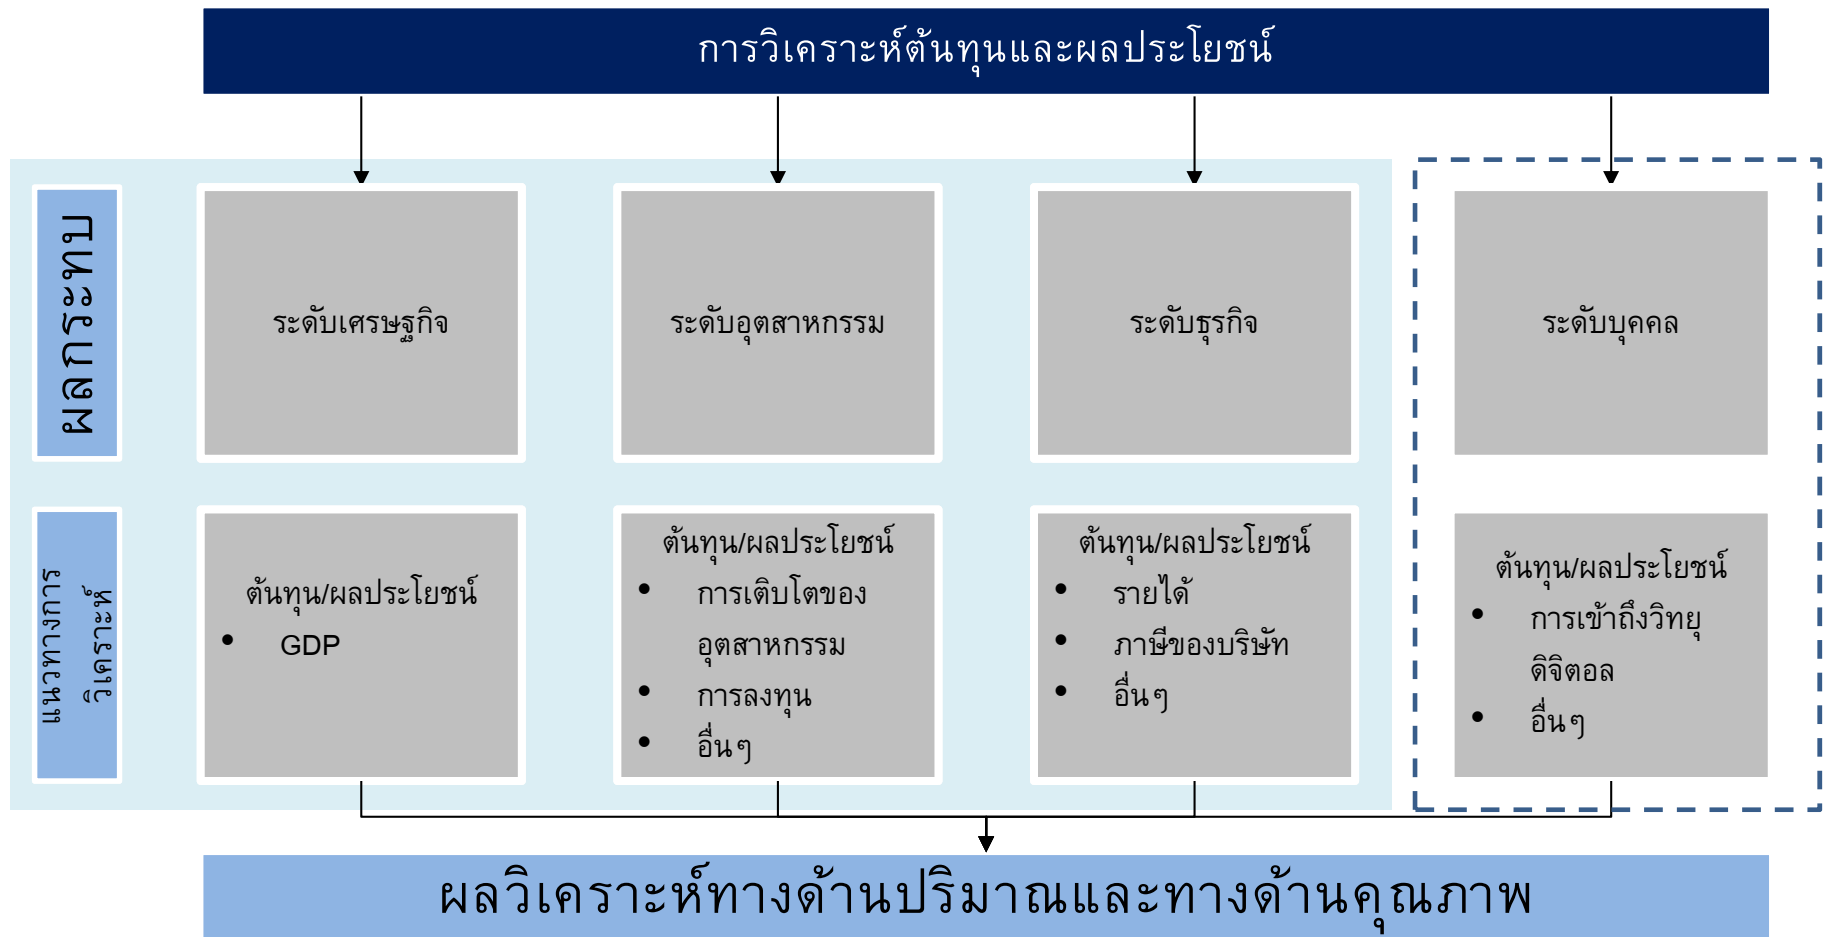 การวิเคราะห์ต้นทุนและผลประโยชน์
ผลกระทบ
ระดับเศรษฐกิจ
ระดับอุตสาหกรรม
ระดับธุรกิจ
ระดับบุคคล
แนวทางการ
วิเคราะห์
ต้นทุน/ผลประโยชน์
• GDP
ต้นทุน/ผลประโยชน์
• การเติบโตของ
อุตสาหกรรม
• การลงทุน
• อื่นๆ
ต้นทุน/ผลประโยชน์
• รายได้
• ภาษีของบริษัท
• อื่นๆ
ต้นทุน/ผลประโยชน์
• การเข้าถึงวิทยุ
ดิจิตอล
• อื่นๆ
ผลวิเคราะห์ทางด้านปริมาณและทางด้านคุณภาพ